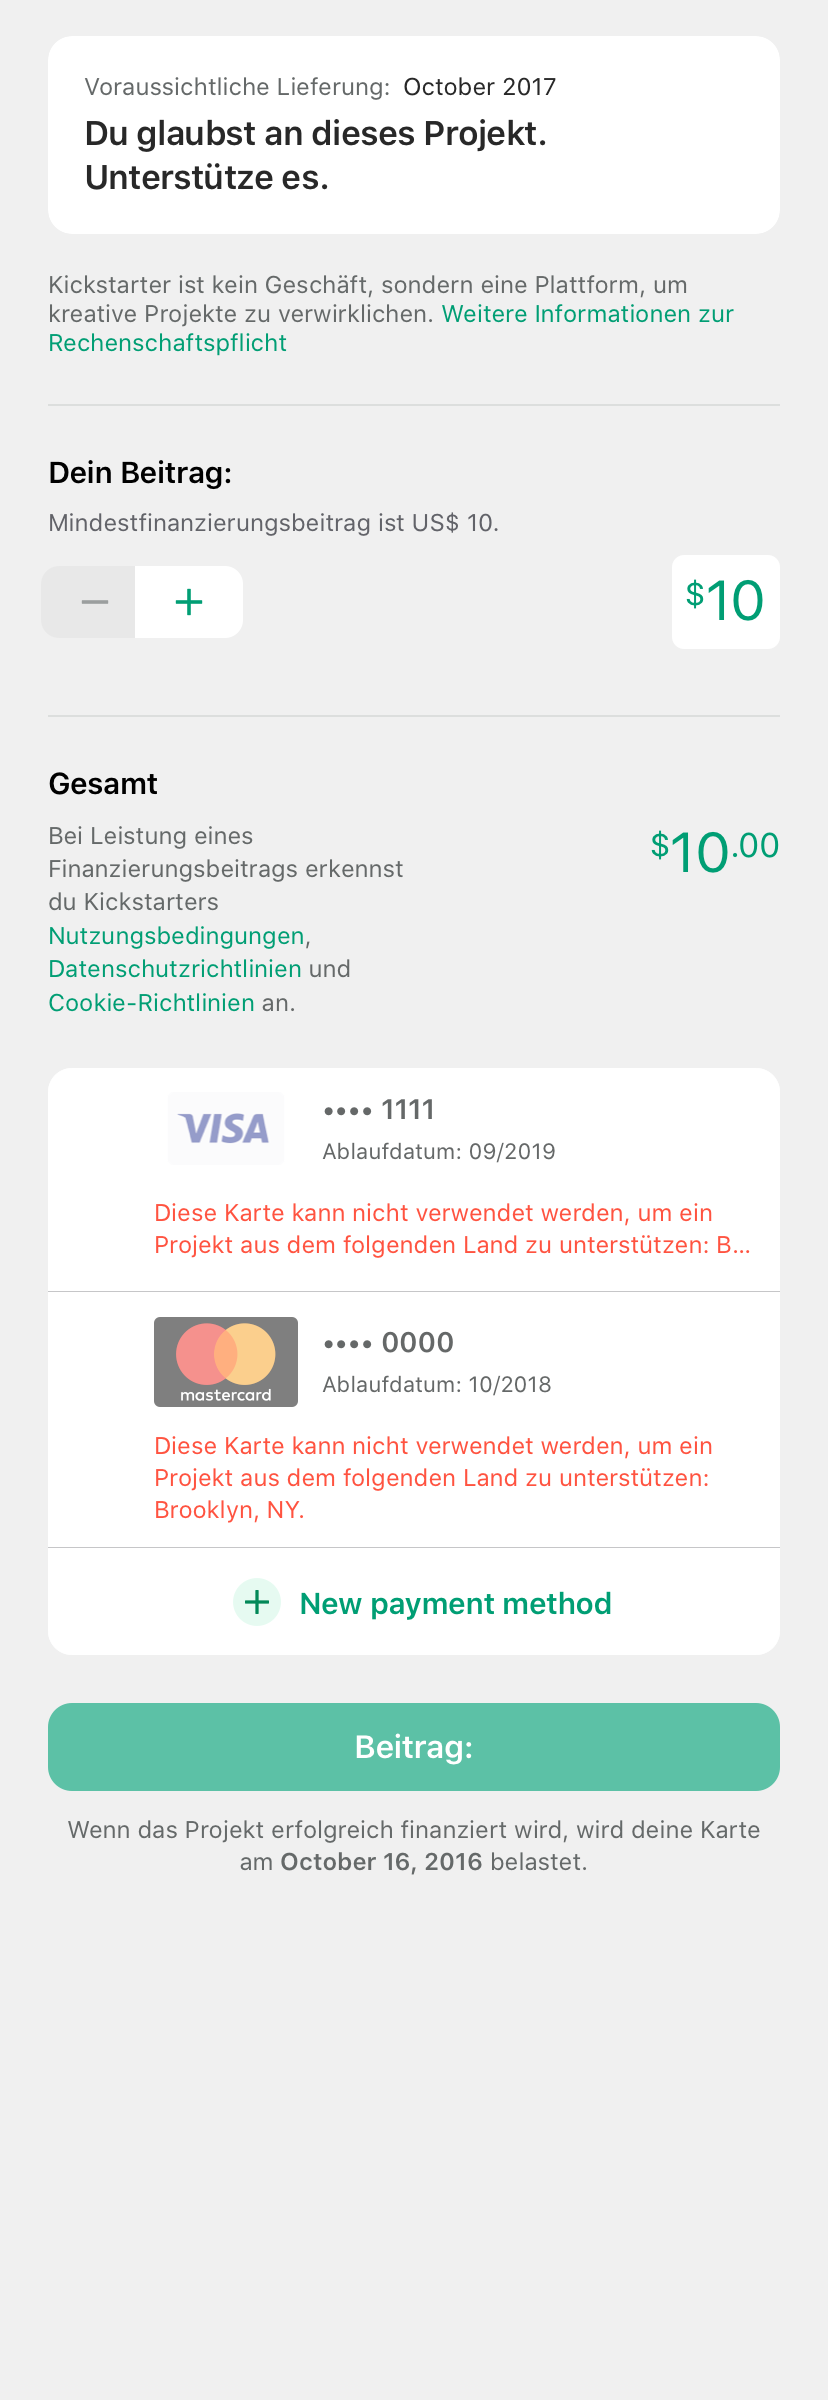 Voraussichtliche Lieferung: October 2017
Du glaubst an dieses Projekt.
Unterstütze es.
Kickstarter ist kein Geschäft, sondern eine Plattform, um
kreative Projekte zu verwirklichen. Weitere Informationen zur
Rechenschaftspflicht
Dein Beitrag:
Mindestfinanzierungsbeitrag ist US$ 10.
− +
$10
Gesamt
Bei Leistung eines
Finanzierungsbeitrags erkennst
du Kickstarters
Nutzungsbedingungen,
Datenschutzrichtlinien und
Cookie-Richtlinien an.
$10.00
VISA
•••• 1111
Ablaufdatum: 09/2019
Diese Karte kann nicht verwendet werden, um ein
Projekt aus dem folgenden Land zu unterstützen: B...
mastercard
•••• 0000
Ablaufdatum: 10/2018
Diese Karte kann nicht verwendet werden, um ein
Projekt aus dem folgenden Land zu unterstützen:
Brooklyn, NY.
+ New payment method
Beitrag:
Wenn das Projekt erfolgreich finanziert wird, wird deine Karte
am October 16, 2016 belastet.